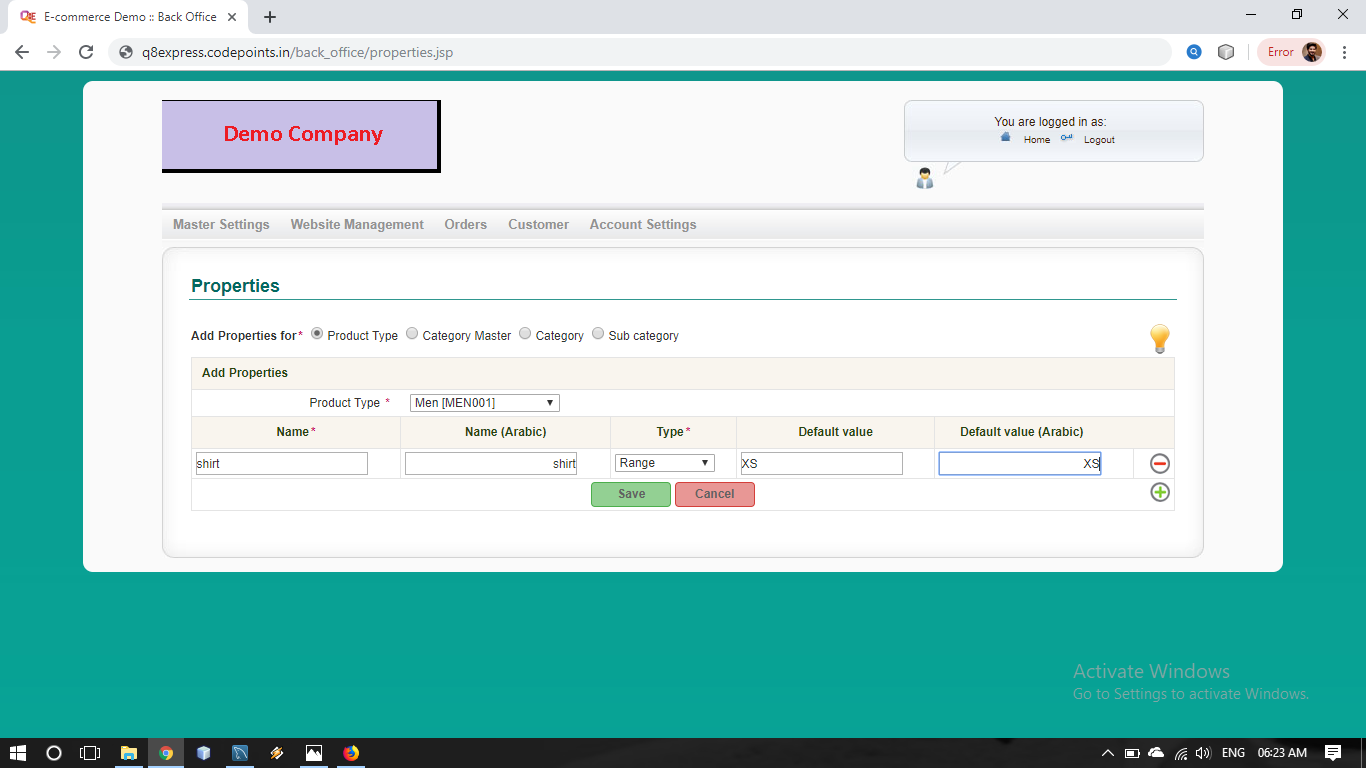 E-commerce Demo :: Back Office
q8express.codepoints.in/back_office/properties.jsp
Error
Demo Company
You are logged in as:
Home Logout
Master Settings Website Management Orders Customer Account Settings
Properties
Add Properties for* Product Type Category Master Category Sub category
Add Properties
Product Type * Men [MEN001]
Name* Name (Arabic) Type* Default value Default value (Arabic)
shirt shirt Range XS XS
Save Cancel
Activate Windows
Go to Settings to activate Windows.
ENG 06:23 AM